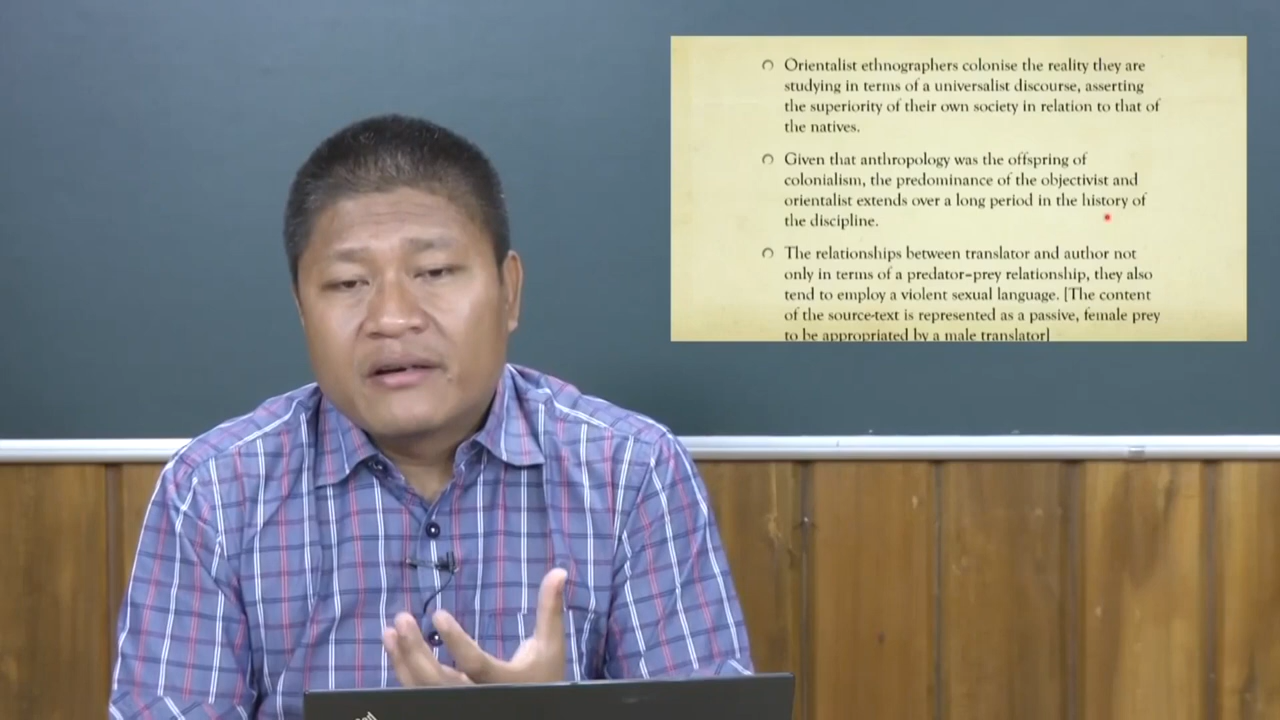 Orientalist ethnographers colonise the reality they are
studying in terms of a universalist discourse, asserting
the superiority of their own society in relation to that of
the natives.
Given that anthropology was the offspring of
colonialism, the predominance of the objectivist and
orientalist extends over a long period in the history of
the discipline.
The relationships between translator and author not
only in terms of a predator–prey relationship, they also
tend to employ a violent sexual language. [The content
of the source-text is represented as a passive, female prey
to be appropriated by a male translator]